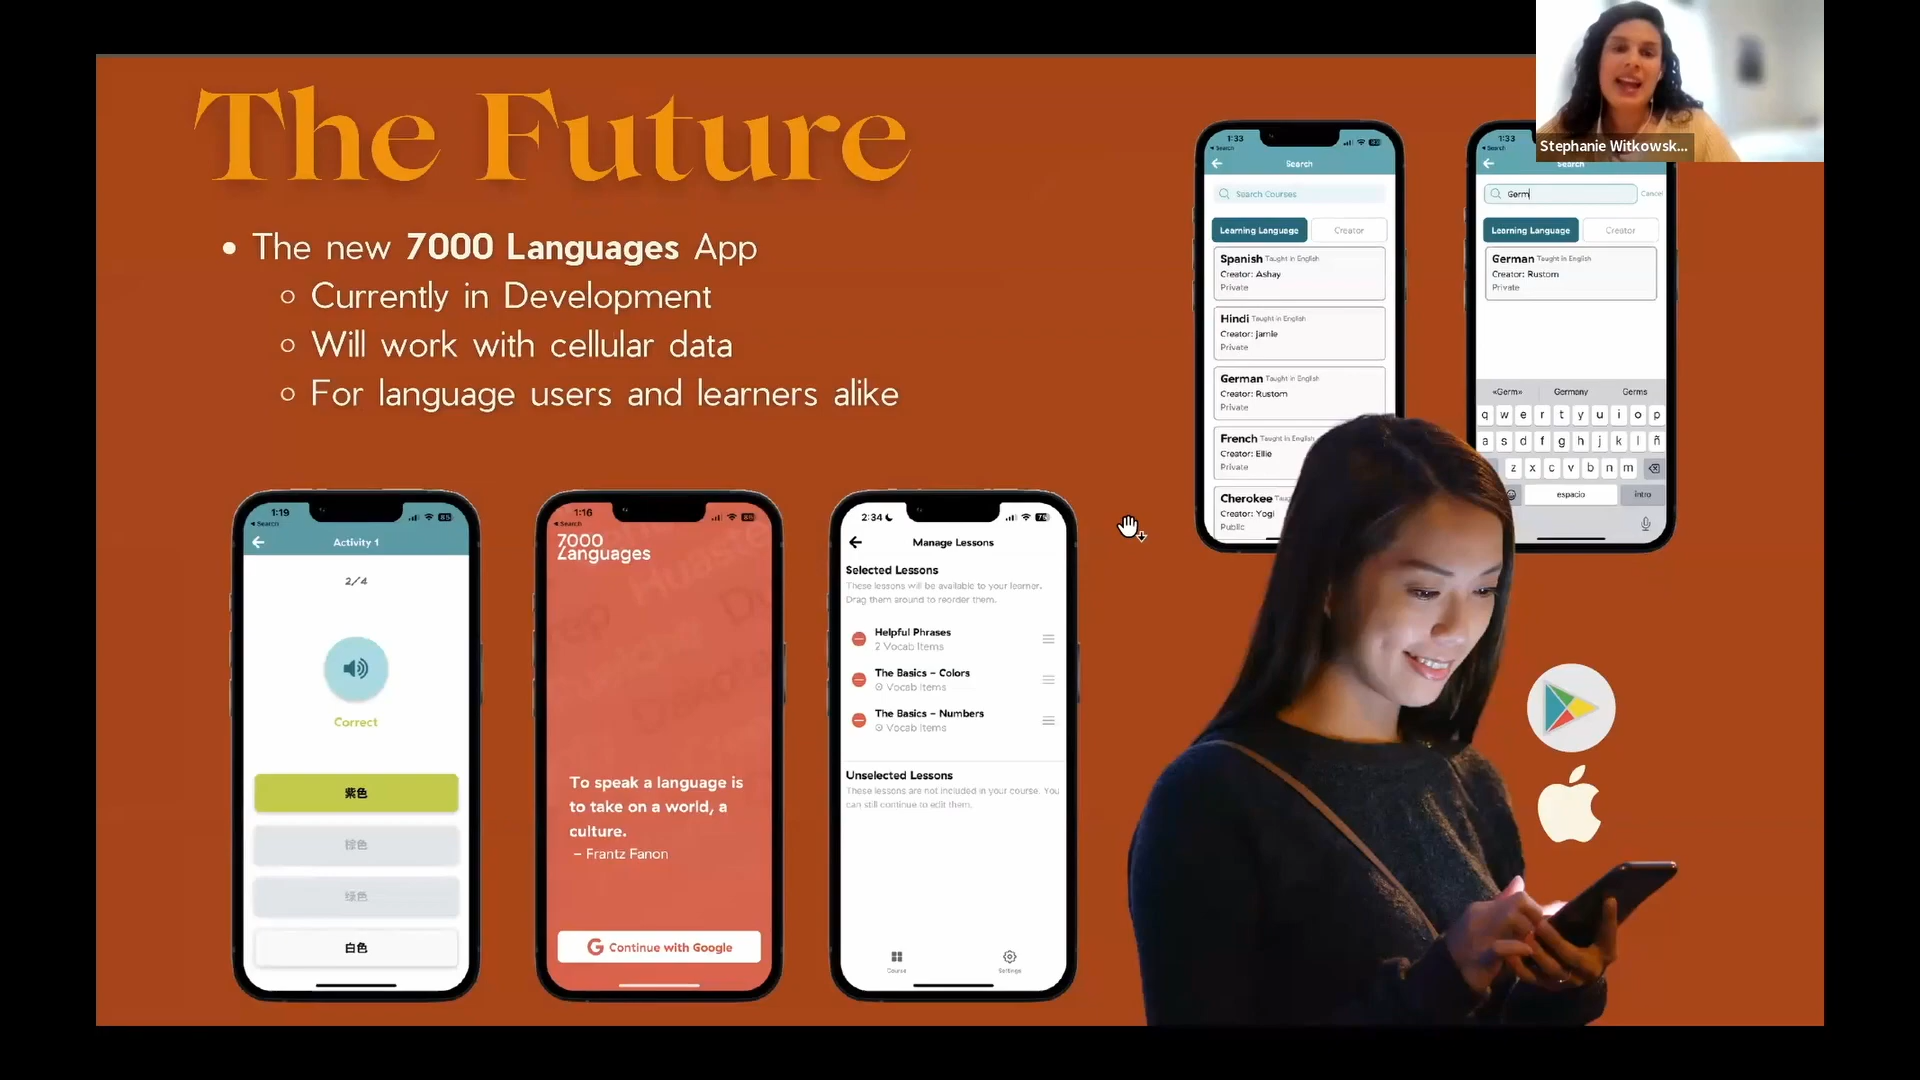 The Future
The new 7000 Languages App
Currently in Development
Will work with cellular data
For language users and learners alike
1:33
Search
Search
Search Courses
Learning Language
Creator
Spanish Taught in English
Creator: Ashay
Private
Hindi Taught in English
Creator: jamie
Private
German Taught in English
Creator: Rustom
Private
French Taught in English
Creator: Ellie
Private
Cherokee
Creator: Yogi
Public
1:33
Search
Search
Germ
Cancel
Learning Language
Creator
German Taught in English
Creator: Rustom
Private
«Germ» Germany Germs
q w e r t y u i o p
a s d f g h j k l ñ
z x c v b n m
espacio intro
Stephanie Witkowsk...
1:19
Search
Activity 1
2/4
Correct
紫色
棕色
绿色
白色
1:16
Search
7000
Languages
To speak a language is
to take on a world, a
culture.
– Frantz Fanon
Continue with Google
2:34
Manage Lessons
Selected Lessons
These lessons will be available to your learner.
Drag them around to reorder them.
Helpful Phrases
2 Vocab Items
The Basics – Colors
0 Vocab Items
The Basics – Numbers
0 Vocab Items
Unselected Lessons
These lessons are not included in your course. You
can still continue to edit them.
Course
Settings